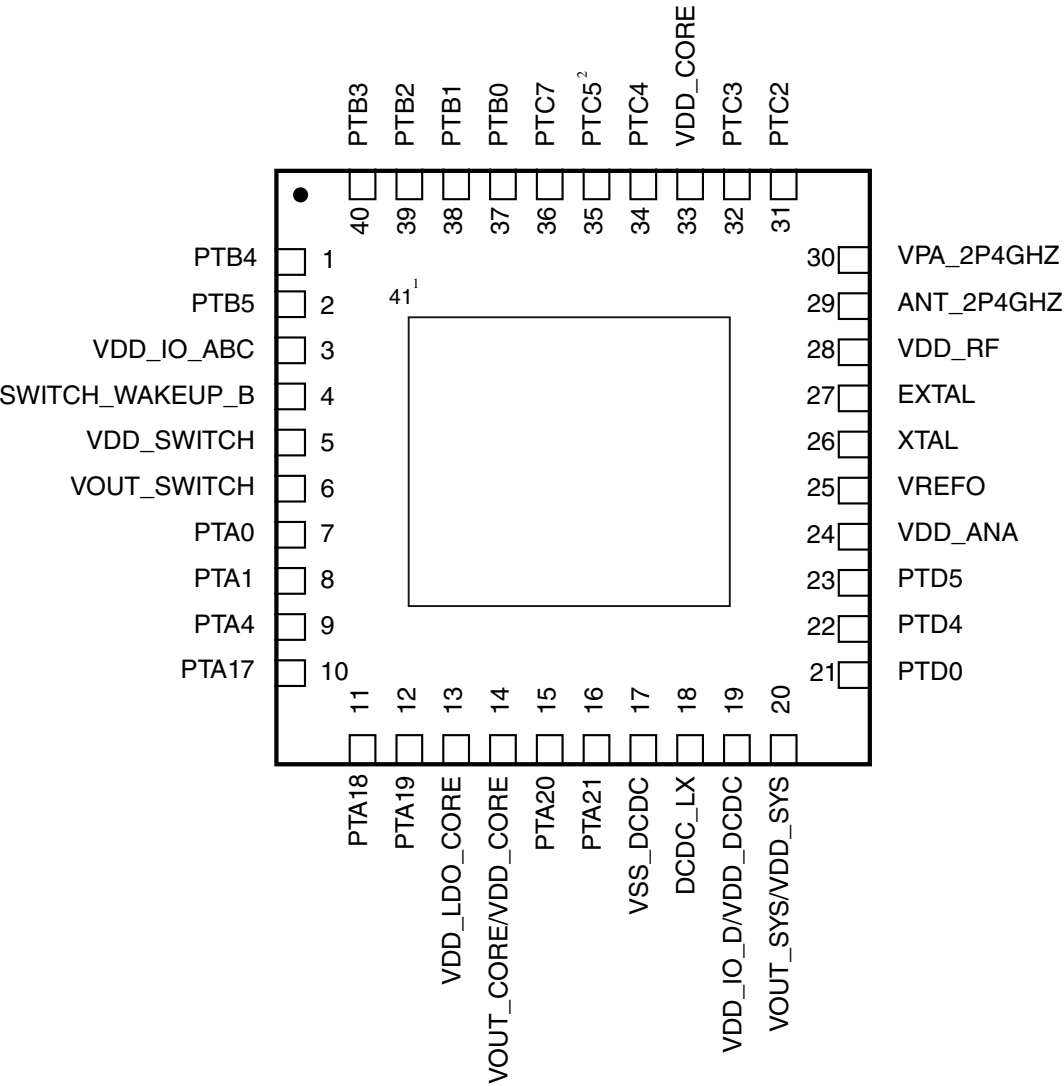 PTB3 PTB2 PTB1 PTB0 PTC7 PTC5² PTC4 VDD_CORE PTC3 PTC2
40 39 38 37 36 35 34 33 32 31
PTB4 1
PTB5 2
VDD_IO_ABC 3
SWITCH_WAKEUP_B 4
VDD_SWITCH 5
VOUT_SWITCH 6
PTA0 7
PTA1 8
PTA4 9
PTA17 10
41¹
30 VPA_2P4GHZ
29 ANT_2P4GHZ
28 VDD_RF
27 EXTAL
26 XTAL
25 VREFO
24 VDD_ANA
23 PTD5
22 PTD4
21 PTD0
11 12 13 14 15 16 17 18 19 20
PTA18 PTA19 VDD_LDO_CORE VOUT_CORE/VDD_CORE PTA20 PTA21 VSS_DCDC DCDC_LX VDD_IO_D/VDD_DCDC VOUT_SYS/VDD_SYS